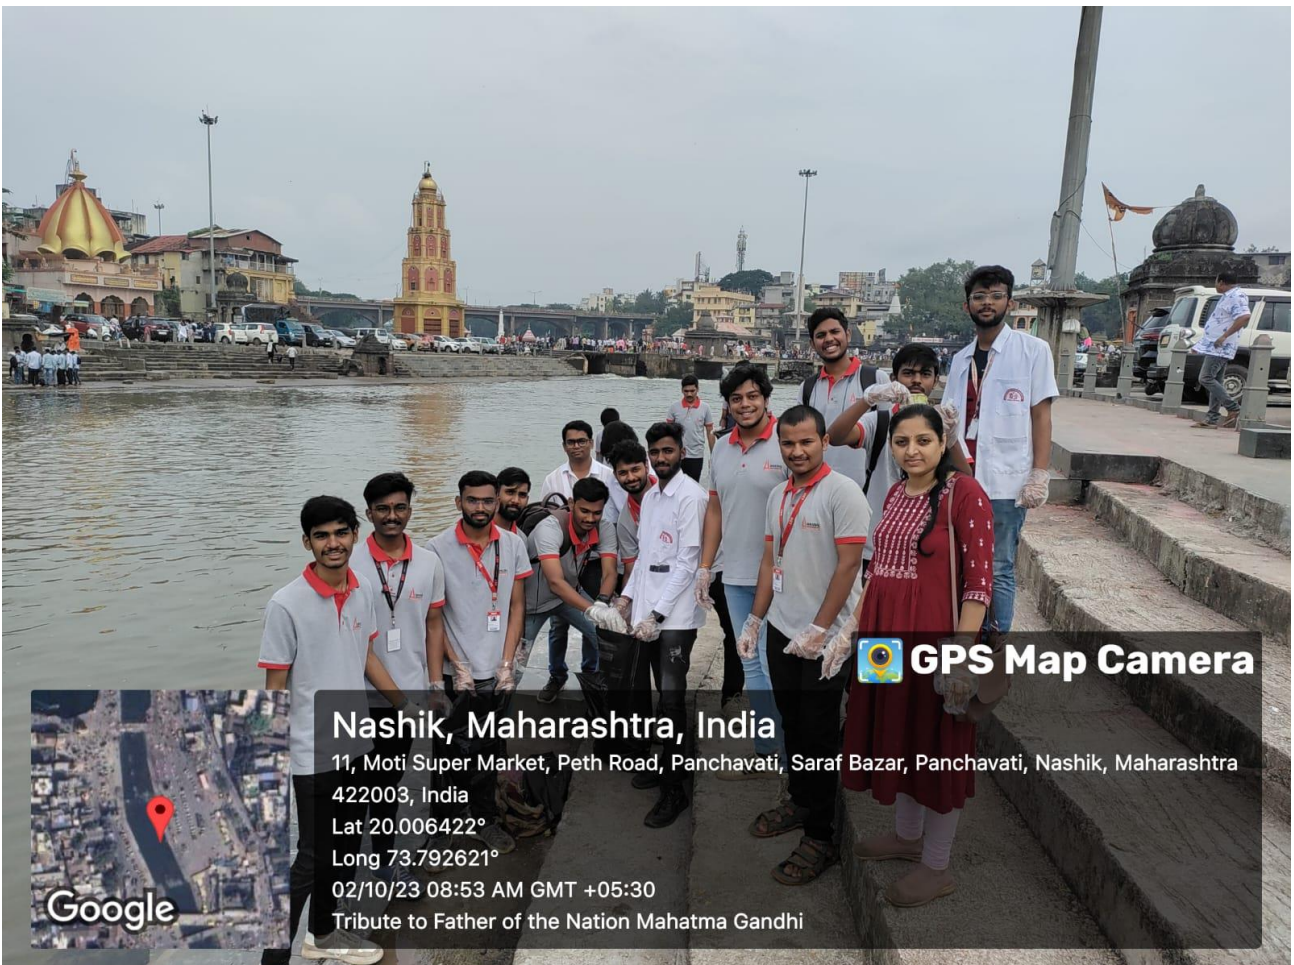 GPS Map Camera
Nashik, Maharashtra, India
11, Moti Super Market, Peth Road, Panchavati, Saraf Bazar, Panchavati, Nashik, Maharashtra
422003, India
Lat 20.006422°
Long 73.792621°
02/10/23 08:53 AM GMT +05:30
Tribute to Father of the Nation Mahatma Gandhi
Google